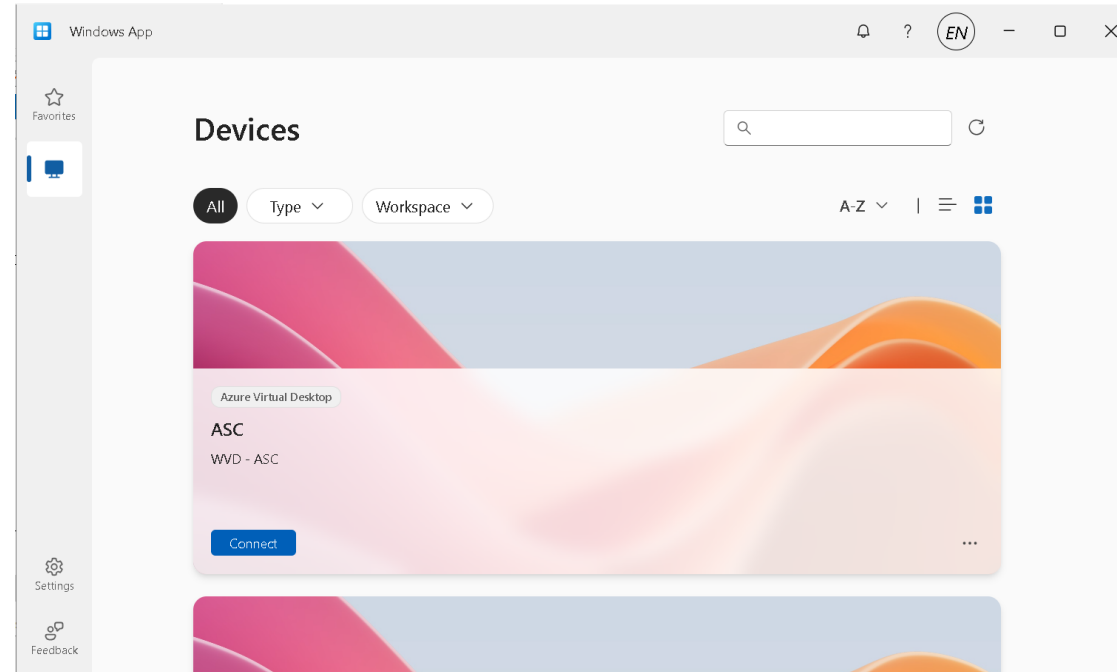 Windows App
?
EN
Favorites
Devices
All
Type
Workspace
A-Z
|
Azure Virtual Desktop
ASC
WVD - ASC
Connect
...
Settings
Feedback